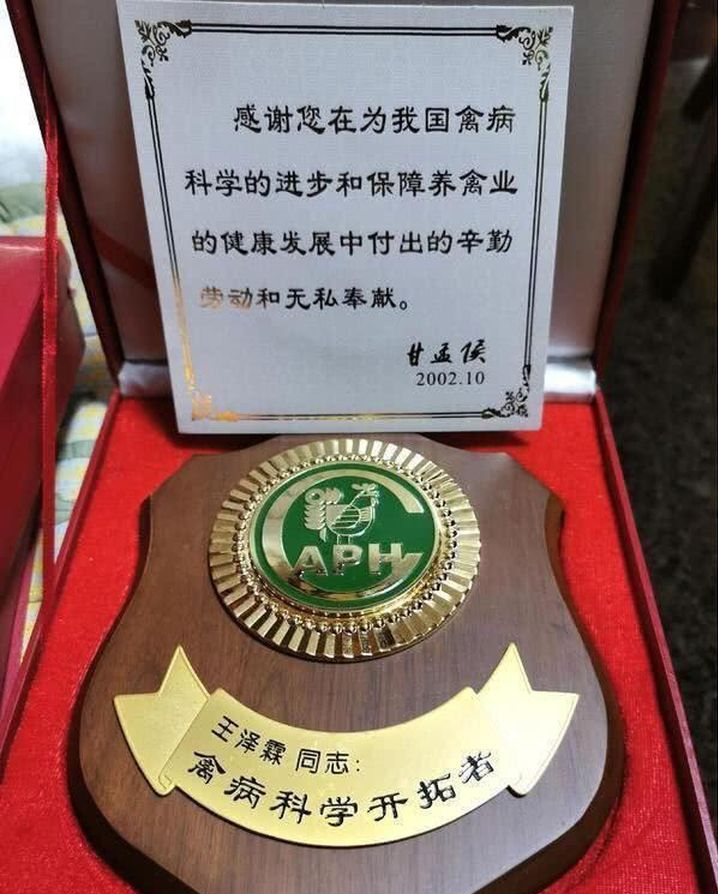 感谢您在为我国禽病
科学的进步和保障养禽业
的健康发展中付出的辛勤
劳动和无私奉献。
甘孟侯
2002.10
CAPH
王泽霖 同志：
禽病科学开拓者